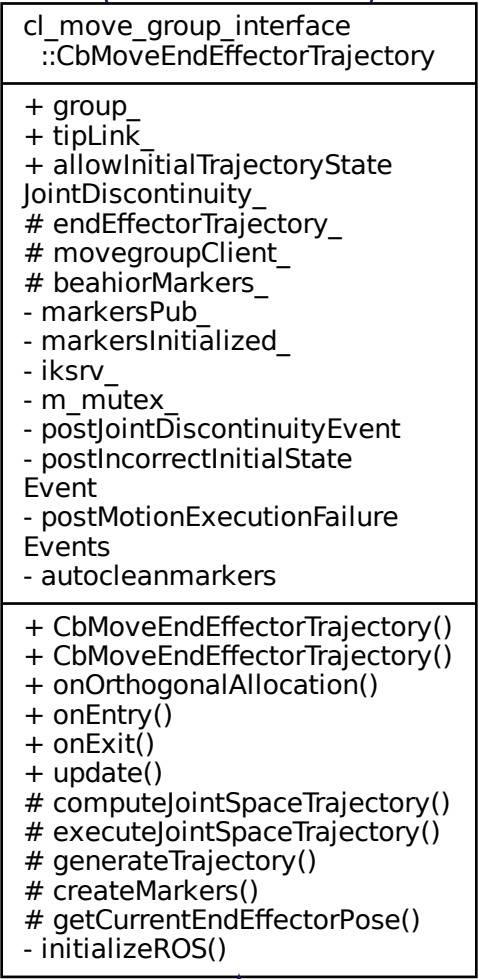 cl_move_group_interface
::CbMoveEndEffectorTrajectory
+ group_
+ tipLink_
+ allowInitialTrajectoryState
JointDiscontinuity_
# endEffectorTrajectory_
# movegroupClient_
# beahiorMarkers_
- markersPub_
- markersInitialized_
- iksrv_
- m_mutex_
- postJointDiscontinuityEvent
- postIncorrectInitialState
Event
- postMotionExecutionFailure
Events
- autocleanmarkers
+ CbMoveEndEffectorTrajectory()
+ CbMoveEndEffectorTrajectory()
+ onOrthogonalAllocation()
+ onEntry()
+ onExit()
+ update()
# computeJointSpaceTrajectory()
# executeJointSpaceTrajectory()
# generateTrajectory()
# createMarkers()
# getCurrentEndEffectorPose()
- initializeROS()